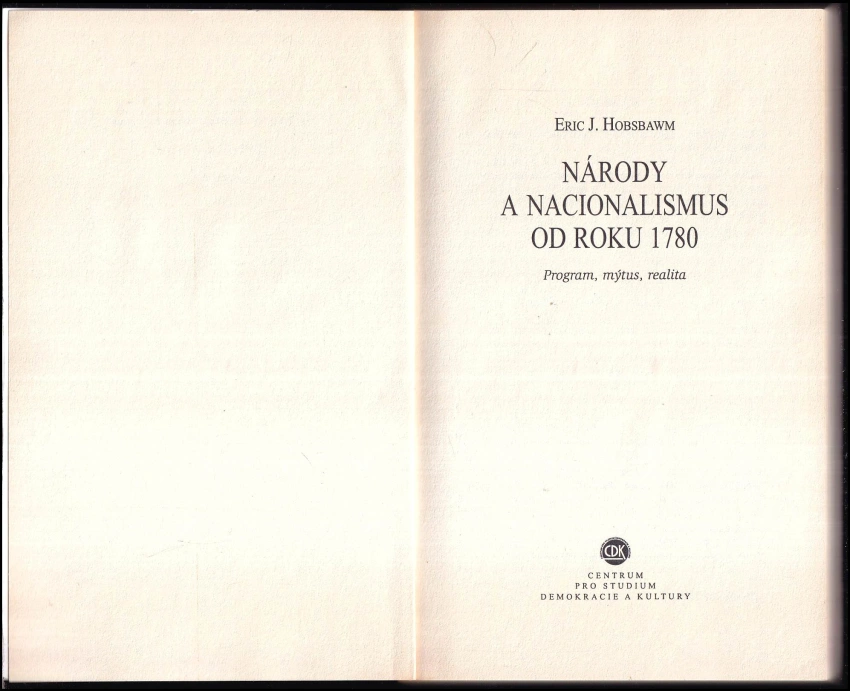 ERIC J. HOBSBAWM
NÁRODY
A NACIONALISMUS
OD ROKU 1780
Program, mýtus, realita
CDK
CENTRUM
PRO STUDIUM
DEMOKRACIE A KULTURY